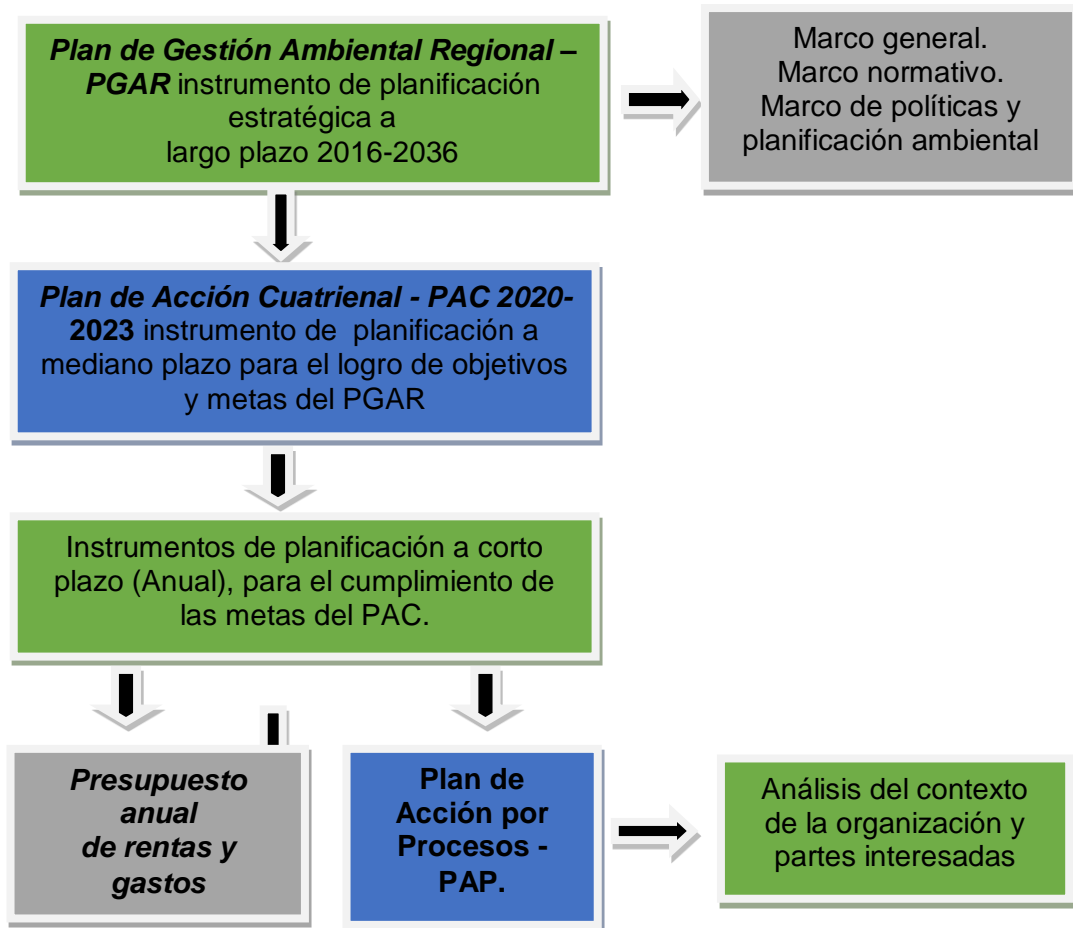 Plan de Gestión Ambiental Regional –
PGAR instrumento de planificación
estratégica a
largo plazo 2016-2036
Marco general.
Marco normativo.
Marco de políticas y
planificación ambiental
Plan de Acción Cuatrienal - PAC 2020-
2023 instrumento de planificación a
mediano plazo para el logro de objetivos
y metas del PGAR
Instrumentos de planificación a corto
plazo (Anual), para el cumplimiento de
las metas del PAC.
Presupuesto
anual
de rentas y
gastos
Plan de
Acción por
Procesos -
PAP.
Análisis del contexto
de la organización y
partes interesadas